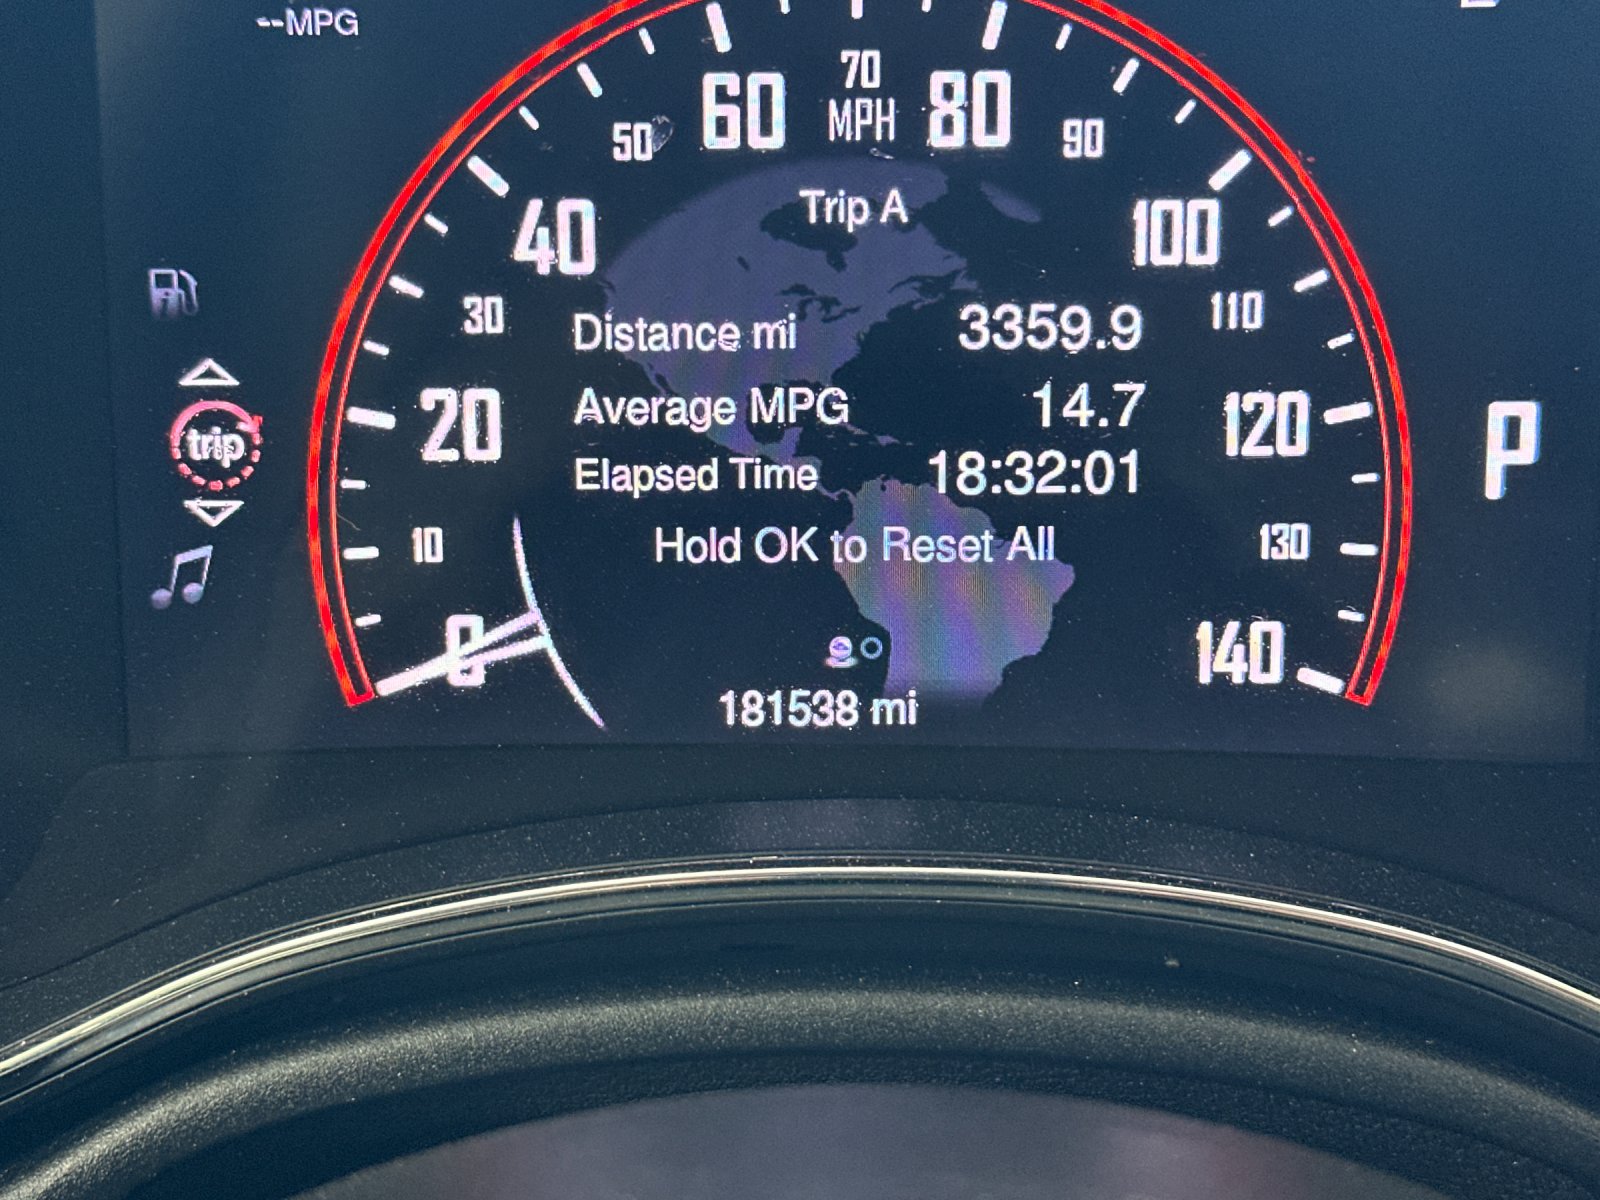 --MPG
70
MPH
60
80
50
90
40
100
Trip A
30
110
Distance mi 3359.9
20
120
Average MPG 14.7
trip
Elapsed Time 18:32:01
P
10
130
Hold OK to Reset All
0
140
181538 mi